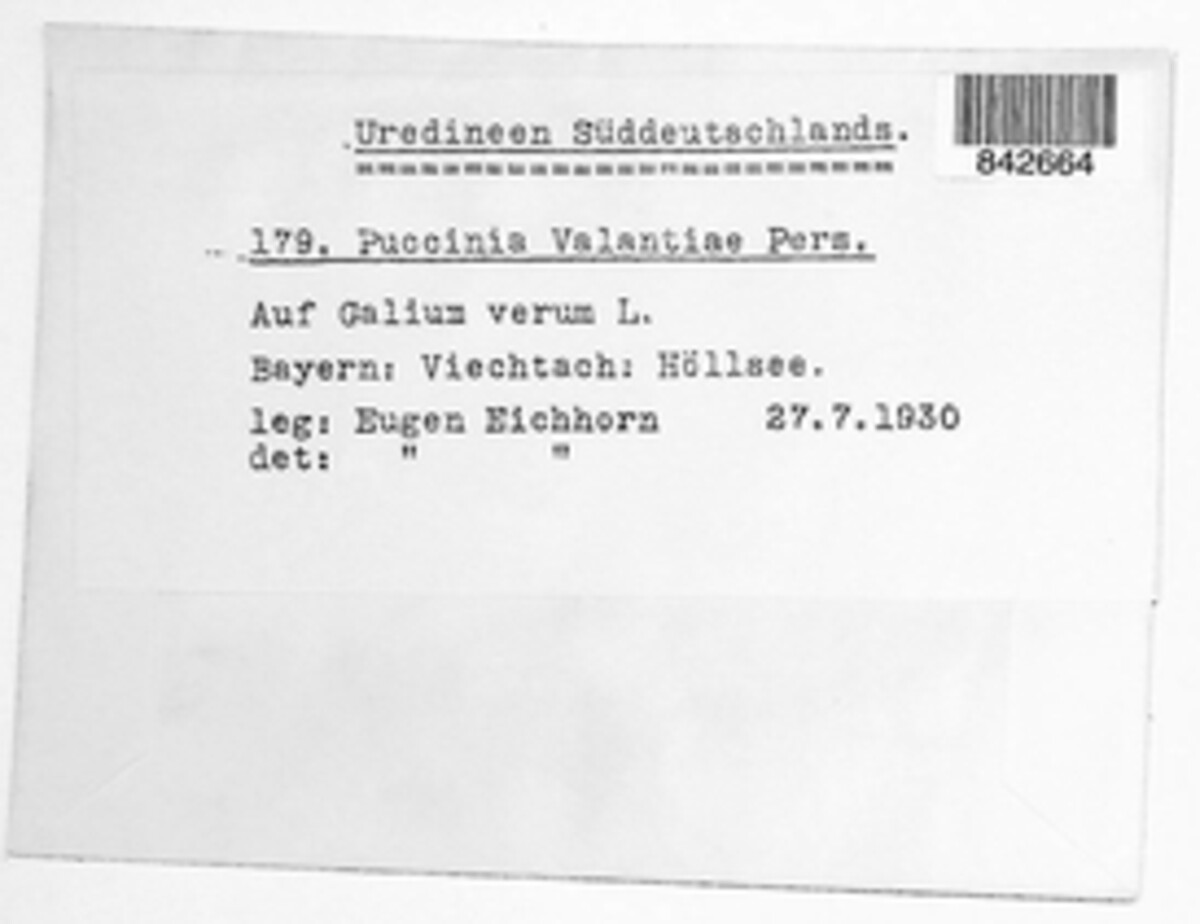 Uredineen Süddeutschlands.
842664
179. Puccinia Valantiae Pers.
Auf Galium verum L.
Bayern: Viechtach: Höllsee.
leg: Eugen Eichhorn 27.7.1930
det: " "